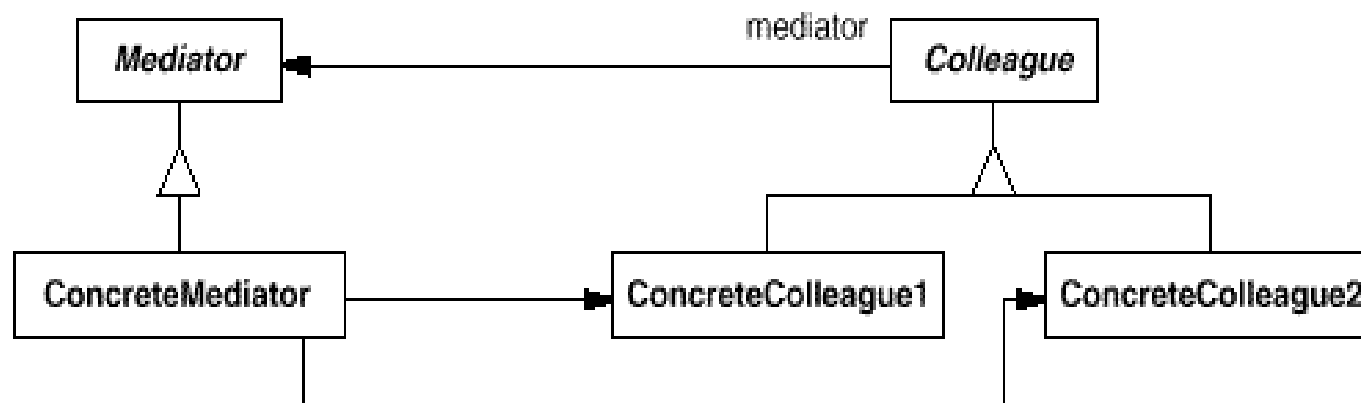 mediator
Mediator
Colleague
ConcreteMediator
ConcreteColleague1
ConcreteColleague2